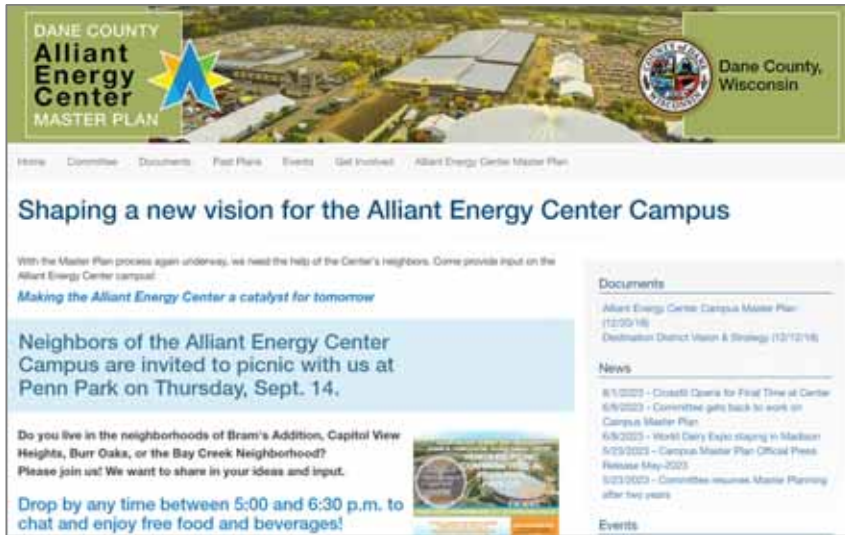 DANE COUNTY
Alliant
Energy
Center
MASTER PLAN
COUNTY of DANE
WISCONSIN
Dane County,
Wisconsin
Home Committee Documents Past Plans Events Get Involved Alliant Energy Center Master Plan
Shaping a new vision for the Alliant Energy Center Campus
With the Master Plan process again underway, we need the help of the Center's neighbors. Come provide input on the
Alliant Energy Center campus!
Making the Alliant Energy Center a catalyst for tomorrow
Neighbors of the Alliant Energy Center
Campus are invited to picnic with us at
Penn Park on Thursday, Sept. 14.
Do you live in the neighborhoods of Bram's Addition, Capitol View
Heights, Burr Oaks, or the Bay Creek Neighborhood?
Please join us! We want to share in your ideas and input.
Drop by any time between 5:00 and 6:30 p.m. to
chat and enjoy free food and beverages!
Documents
Alliant Energy Center Campus Master Plan
(12/20/18)
Destination District Vision & Strategy (12/12/18)
News
8/1/2023 - Crossfit Opens for Final Time at Center
6/9/2023 - Committee gets back to work on
Campus Master Plan
6/8/2023 - World Dairy Expo staying in Madison
5/23/2023 - Campus Master Plan Official Press
Release May-2023
5/23/2023 - Committee resumes Master Planning
after two years
Events